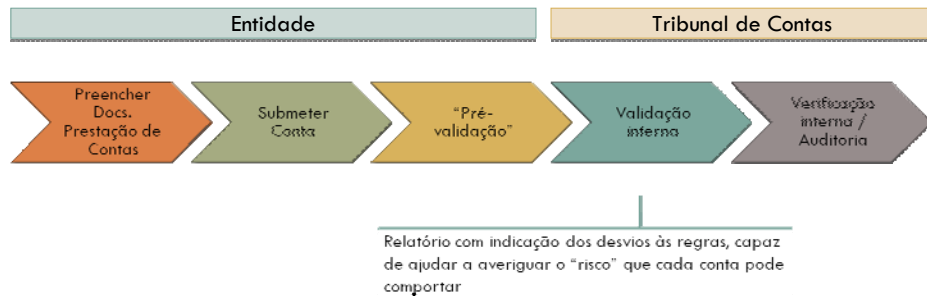 Entidade
Tribunal de Contas
Preencher
Docs.
Prestação de
Contas
Submeter
Conta
"Pré-
validação"
Validação
interna
Verificação
interna /
Auditoria
Relatório com indicação dos desvios às regras, capaz
de ajudar a averiguar o "risco" que cada conta pode
comportar